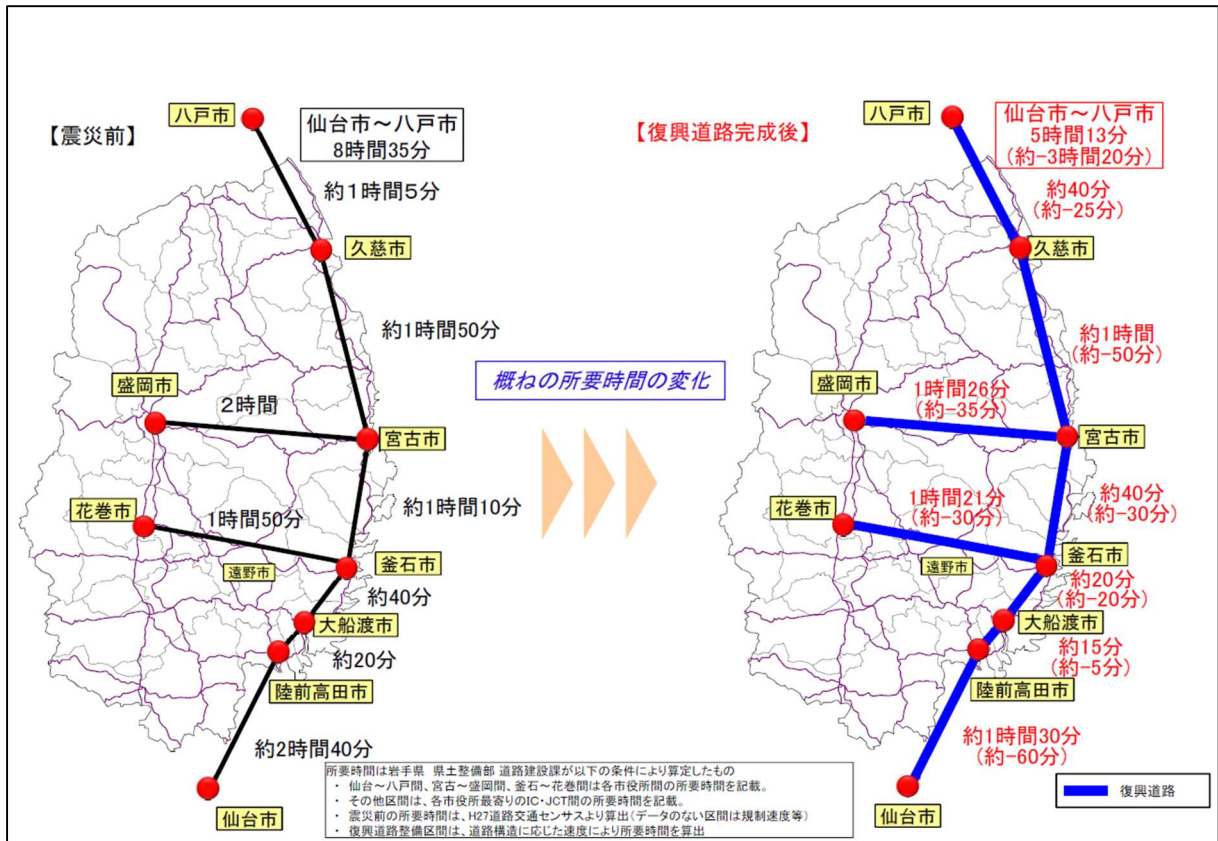 八戸市
【震災前】
仙台市～八戸市
8時間35分
約1時間5分
久慈市
約1時間50分
盛岡市
2時間
宮古市
約1時間10分
花巻市
1時間50分
釜石市
遠野市
約40分
大船渡市
約20分
陸前高田市
約2時間40分
仙台市
概ねの所要時間の変化
八戸市
【復興道路完成後】
仙台市～八戸市
5時間13分
(約-3時間20分)
約40分
(約-25分)
久慈市
約1時間
(約-50分)
盛岡市
1時間26分
(約-35分)
宮古市
約40分
(約-30分)
花巻市
1時間21分
(約-30分)
釜石市
遠野市
約20分
(約-20分)
大船渡市
約15分
(約-5分)
陸前高田市
約1時間30分
(約-60分)
仙台市
復興道路
所要時間は岩手県 県土整備部 道路建設課が以下の条件により算定したもの
・ 仙台～八戸間、宮古～盛岡間、釜石～花巻間は各市役所間の所要時間を記載。
・ その他区間は、各市役所最寄りのIC・JCT間の所要時間を記載。
・ 震災前の所要時間は、H27道路交通センサスより算出(データのない区間は規制速度等)
・ 復興道路整備区間は、道路構造に応じた速度により所要時間を算出